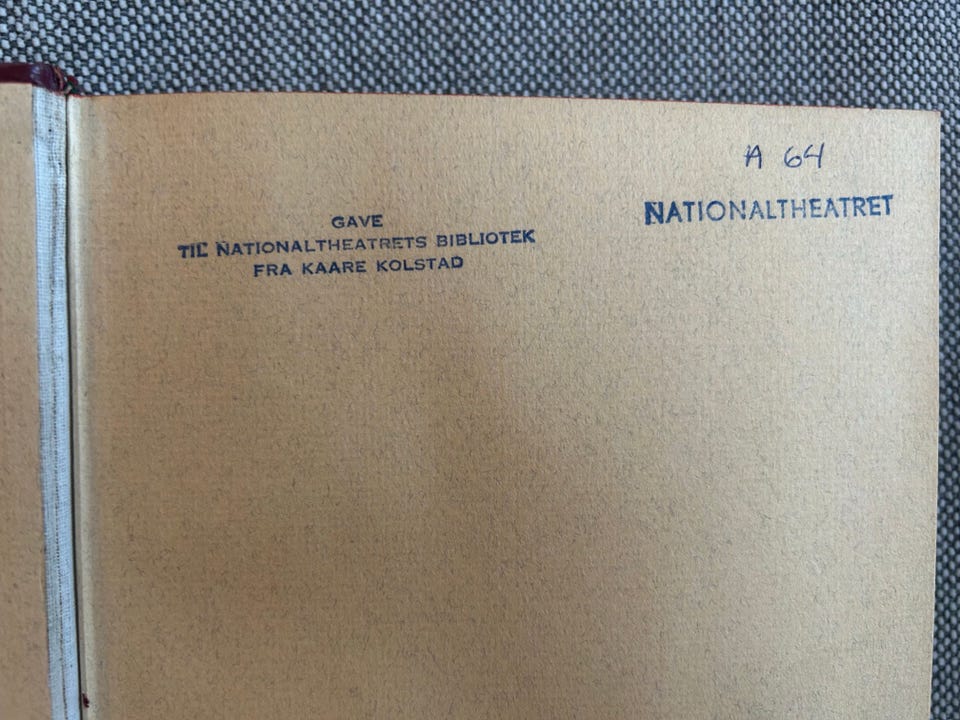 A 64
NATIONALTHEATRET
GAVE
TIL NATIONALTHEATRETS BIBLIOTEK
FRA KAARE KOLSTAD